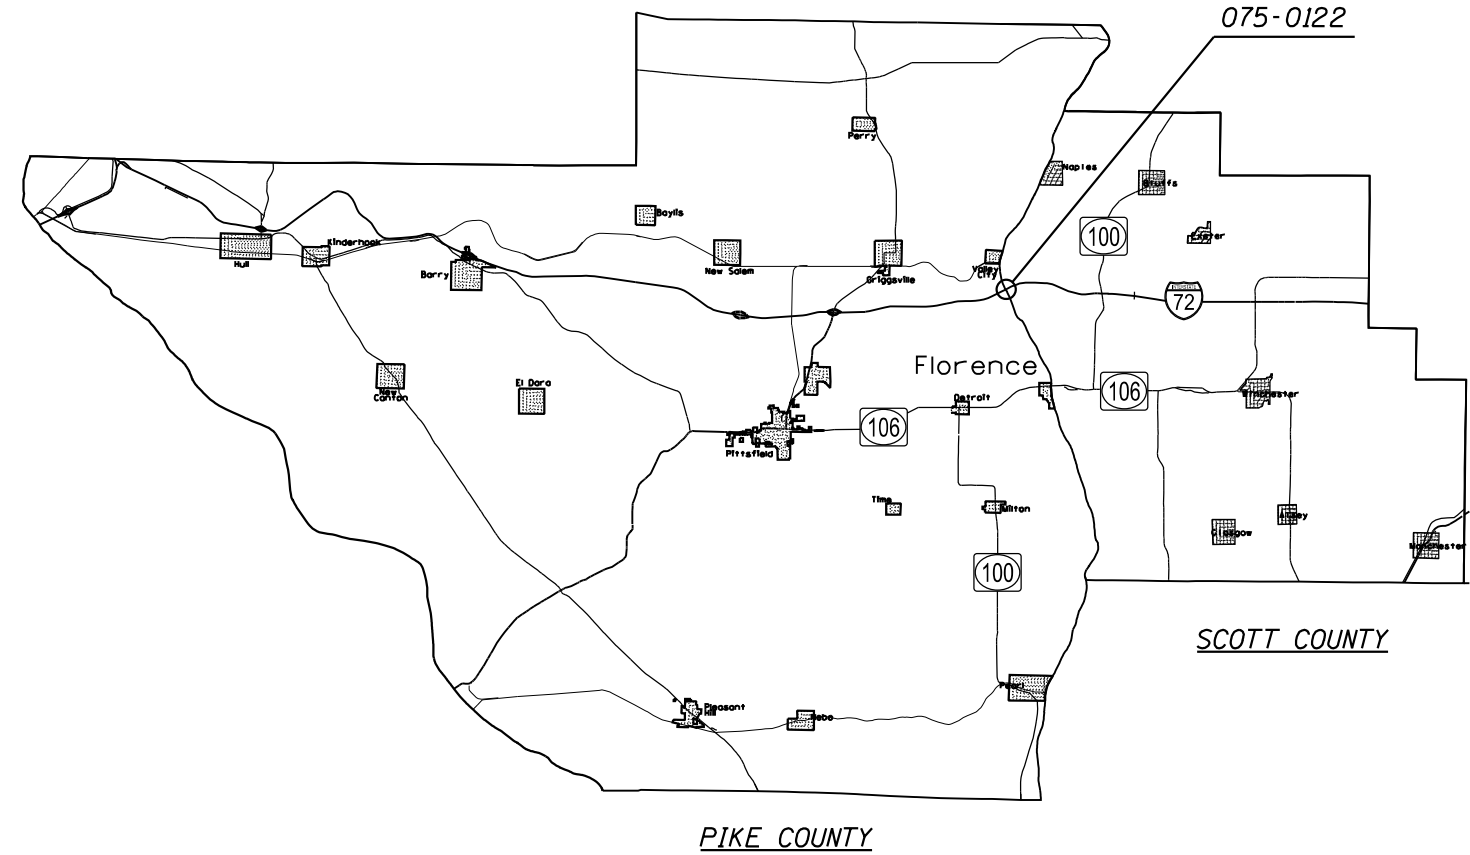 075-0122
Perry
Naples
Bluffs
Baylis
100
Exeter
Kinderhook
Hull
Barry
New Salem
Griggsville
Valley
City
72
Florence
El Dara
New
Canton
Detroit
106
Winchester
106
Pittsfield
Time
Milton
Alsey
Glasgow
Manchester
100
SCOTT COUNTY
Pearl
Pleasant
Hill
Nebo
PIKE COUNTY